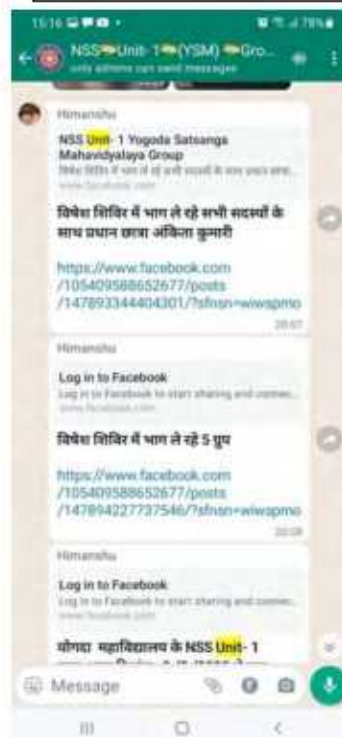 15:16
78%
NSS Unit- 1 (YSM) Gro...
only admins can send messages
Himanshu
NSS Unit- 1 Yogoda Satsanga
Mahavidyalaya Group
www.facebook.com
विषेश शिविर में भाग ले रहे सभी सदस्यों के
साथ प्रधान छात्रा अंकिता कुमारी
https://www.facebook.com
/105409588652677/posts
/147893344404301/?sfnsn=wiwspmo
20:07
Himanshu
Log in to Facebook
Log in to Facebook to start sharing and connec...
www.facebook.com
विषेश शिविर में भाग ले रहे 5 ग्रुप
https://www.facebook.com
/105409588652677/posts
/147894227737546/?sfnsn=wiwspmo
20:08
Himanshu
Log in to Facebook
Log in to Facebook to start sharing and connec...
www.facebook.com
योगदा महाविद्यालय के NSS Unit- 1
Message